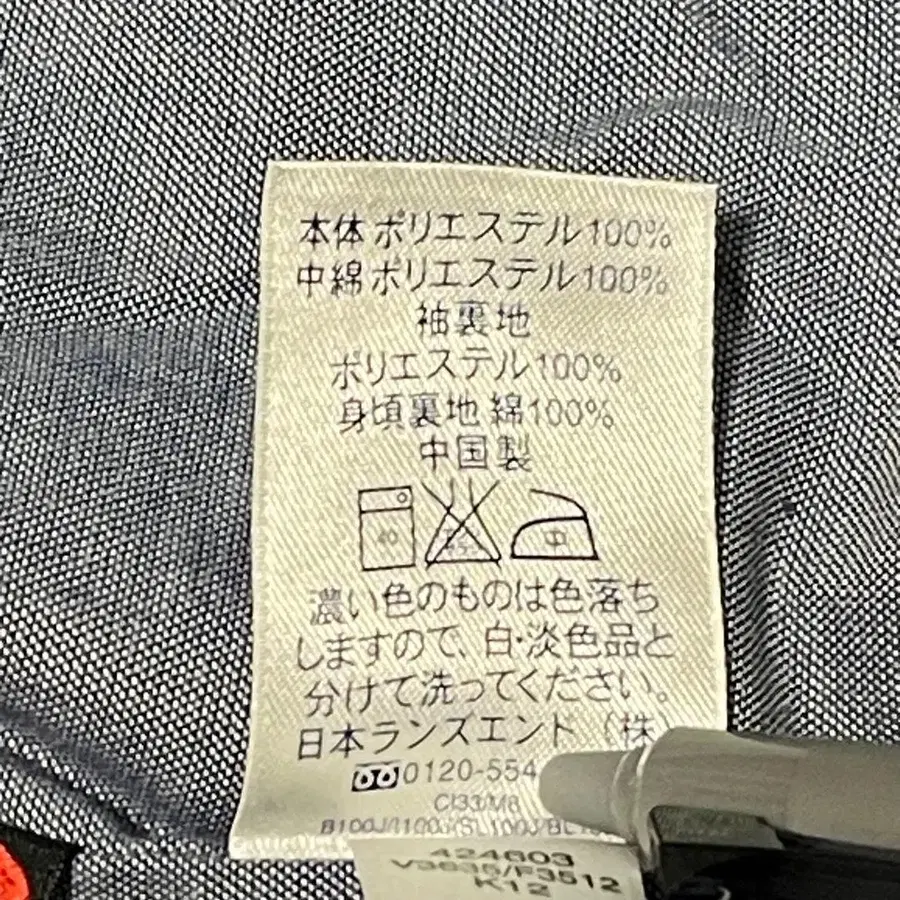 本体 ポリエステル100%
中綿 ポリエステル100%
袖裏地
ポリエステル100%
身頃裏地 綿100%
中国製
40 中
濃い色のものは色落ち
しますので、白・淡色品と
分けて洗ってください。
日本ランズエンド(株)
0120-554
CI33/M8
424603
V3635/F3512
K12